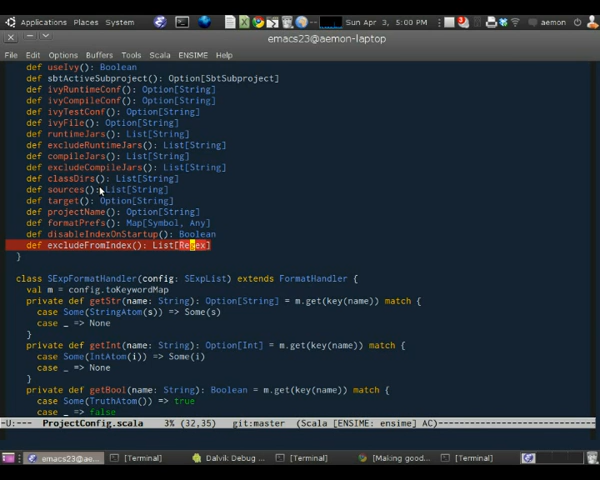 Applications Places System Sun Apr 3, 5:00 PM aemon
emacs23@aemon-laptop
File Edit Options Buffers Tools Scala ENSIME Help
def useIvy(): Boolean
def sbtActiveSubproject(): Option[SbtSubproject]
def ivyRuntimeConf(): Option[String]
def ivyCompileConf(): Option[String]
def ivyTestConf(): Option[String]
def ivyFile(): Option[String]
def runtimeJars(): List[String]
def excludeRuntimeJars(): List[String]
def compileJars(): List[String]
def excludeCompileJars(): List[String]
def classDirs(): List[String]
def sources(): List[String]
def target(): Option[String]
def projectName(): Option[String]
def formatPrefs(): Map[Symbol, Any]
def disableIndexOnStartup(): Boolean
def excludeFromIndex(): List[Regex]
}
class SExpFormatHandler(config: SExpList) extends FormatHandler {
val m = config.toKeywordMap
private def getStr(name: String): Option[String] = m.get(key(name)) match {
case Some(StringAtom(s)) => Some(s)
case _ => None
}
private def getInt(name: String): Option[Int] = m.get(key(name)) match {
case Some(IntAtom(i)) => Some(i)
case _ => None
}
private def getBool(name: String): Boolean = m.get(key(name)) match {
case Some(TruthAtom()) => true
case _ => false
-U:--- ProjectConfig.scala 3% (32,35) git:master (Scala [ENSIME: ensime] AC)
emacs23@ae... [Terminal] Dalvik Debug ... [Terminal] [Making good... [Terminal]